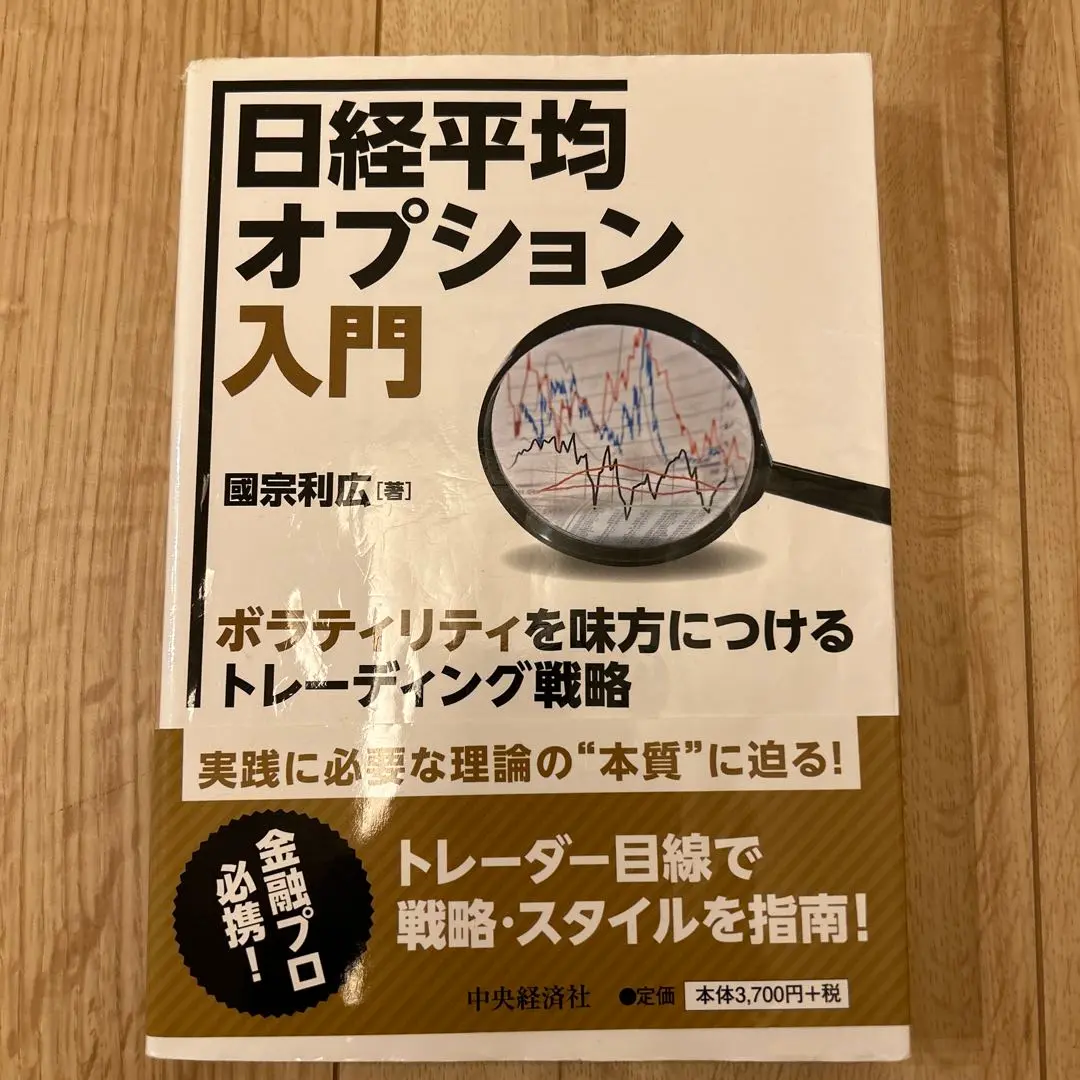 日経平均
オプション
入門
國宗利広[著]
ボラティリティを味方につける
トレーディング戦略
実践に必要な理論の“本質”に迫る!
金融プロ
必携!
トレーダー目線で
戦略・スタイルを指南!
中央経済社 ●定価 本体3,700円+税